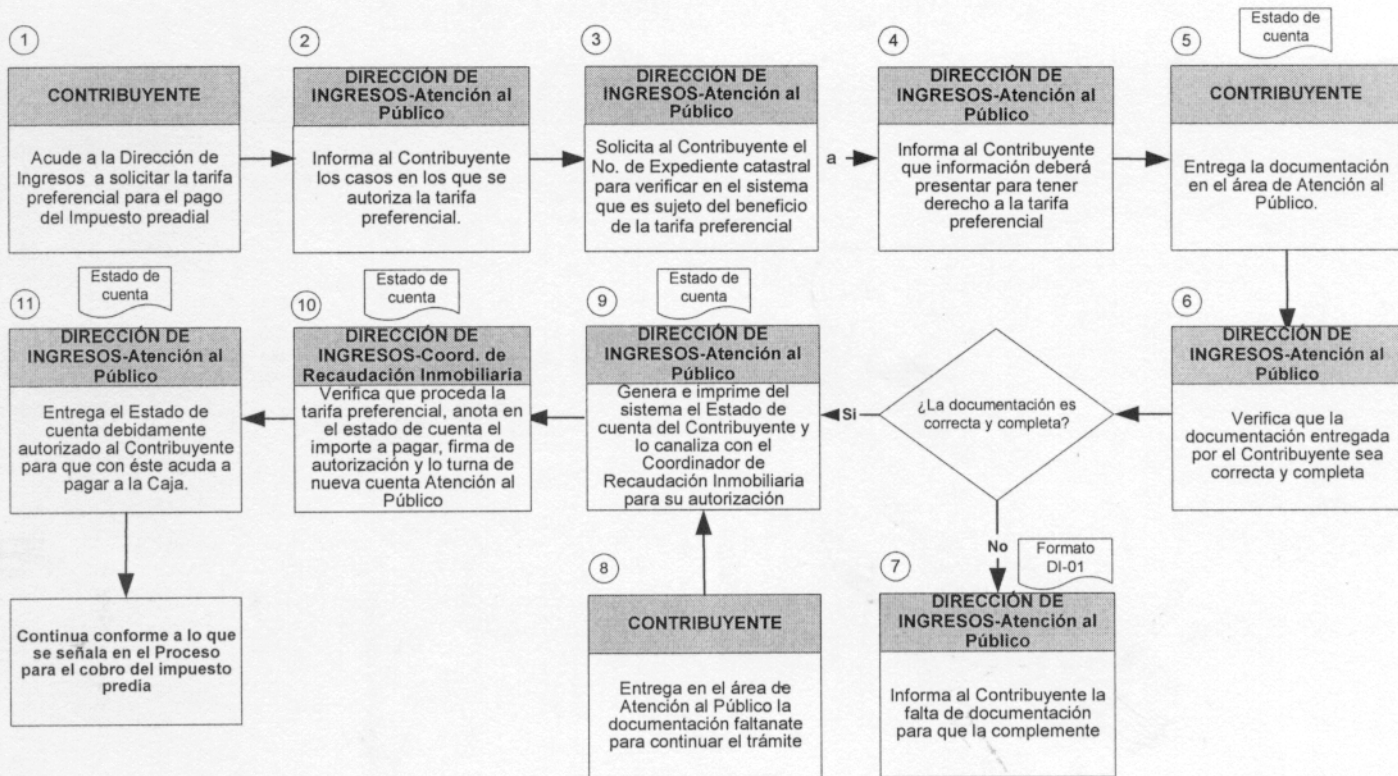 1
CONTRIBUYENTE
Acude a la Dirección de
Ingresos a solicitar la tarifa
preferencial para el pago
del Impuesto preadial
2
DIRECCIÓN DE
INGRESOS-Atención al
Público
Informa al Contribuyente
los casos en los que se
autoriza la tarifa
preferencial.
3
DIRECCIÓN DE
INGRESOS-Atención al
Público
Solicita al Contribuyente el
No. de Expediente catastral
para verificar en el sistema
que es sujeto del beneficio
de la tarifa preferencial
a
4
DIRECCIÓN DE
INGRESOS-Atención al
Público
Informa al Contribuyente
que información deberá
presentar para tener
derecho a la tarifa
preferencial
5
Estado de
cuenta
CONTRIBUYENTE
Entrega la documentación
en el área de Atención al
Público.
6
DIRECCIÓN DE
INGRESOS-Atención al
Público
Verifica que la
documentación entregada
por el Contribuyente sea
correcta y completa
¿La documentación es
correcta y completa?
Si
No
7
Formato
DI-01
DIRECCIÓN DE
INGRESOS-Atención al
Público
Informa al Contribuyente la
falta de documentación
para que la complemente
8
CONTRIBUYENTE
Entrega en el área de
Atención al Público la
documentación faltanate
para continuar el trámite
9
Estado de
cuenta
DIRECCIÓN DE
INGRESOS-Atención al
Público
Genera e imprime del
sistema el Estado de
cuenta del Contribuyente y
lo canaliza con el
Coordinador de
Recaudación Inmobiliaria
para su autorización
10
Estado de
cuenta
DIRECCIÓN DE
INGRESOS-Coord. de
Recaudación Inmobiliaria
Verifica que proceda la
tarifa preferencial, anota en
el estado de cuenta el
importe a pagar, firma de
autorización y lo turna de
nueva cuenta Atención al
Público
11
Estado de
cuenta
DIRECCIÓN DE
INGRESOS-Atención al
Público
Entrega el Estado de
cuenta debidamente
autorizado al Contribuyente
para que con éste acuda a
pagar a la Caja.
Continua conforme a lo que
se señala en el Proceso
para el cobro del impuesto
predia